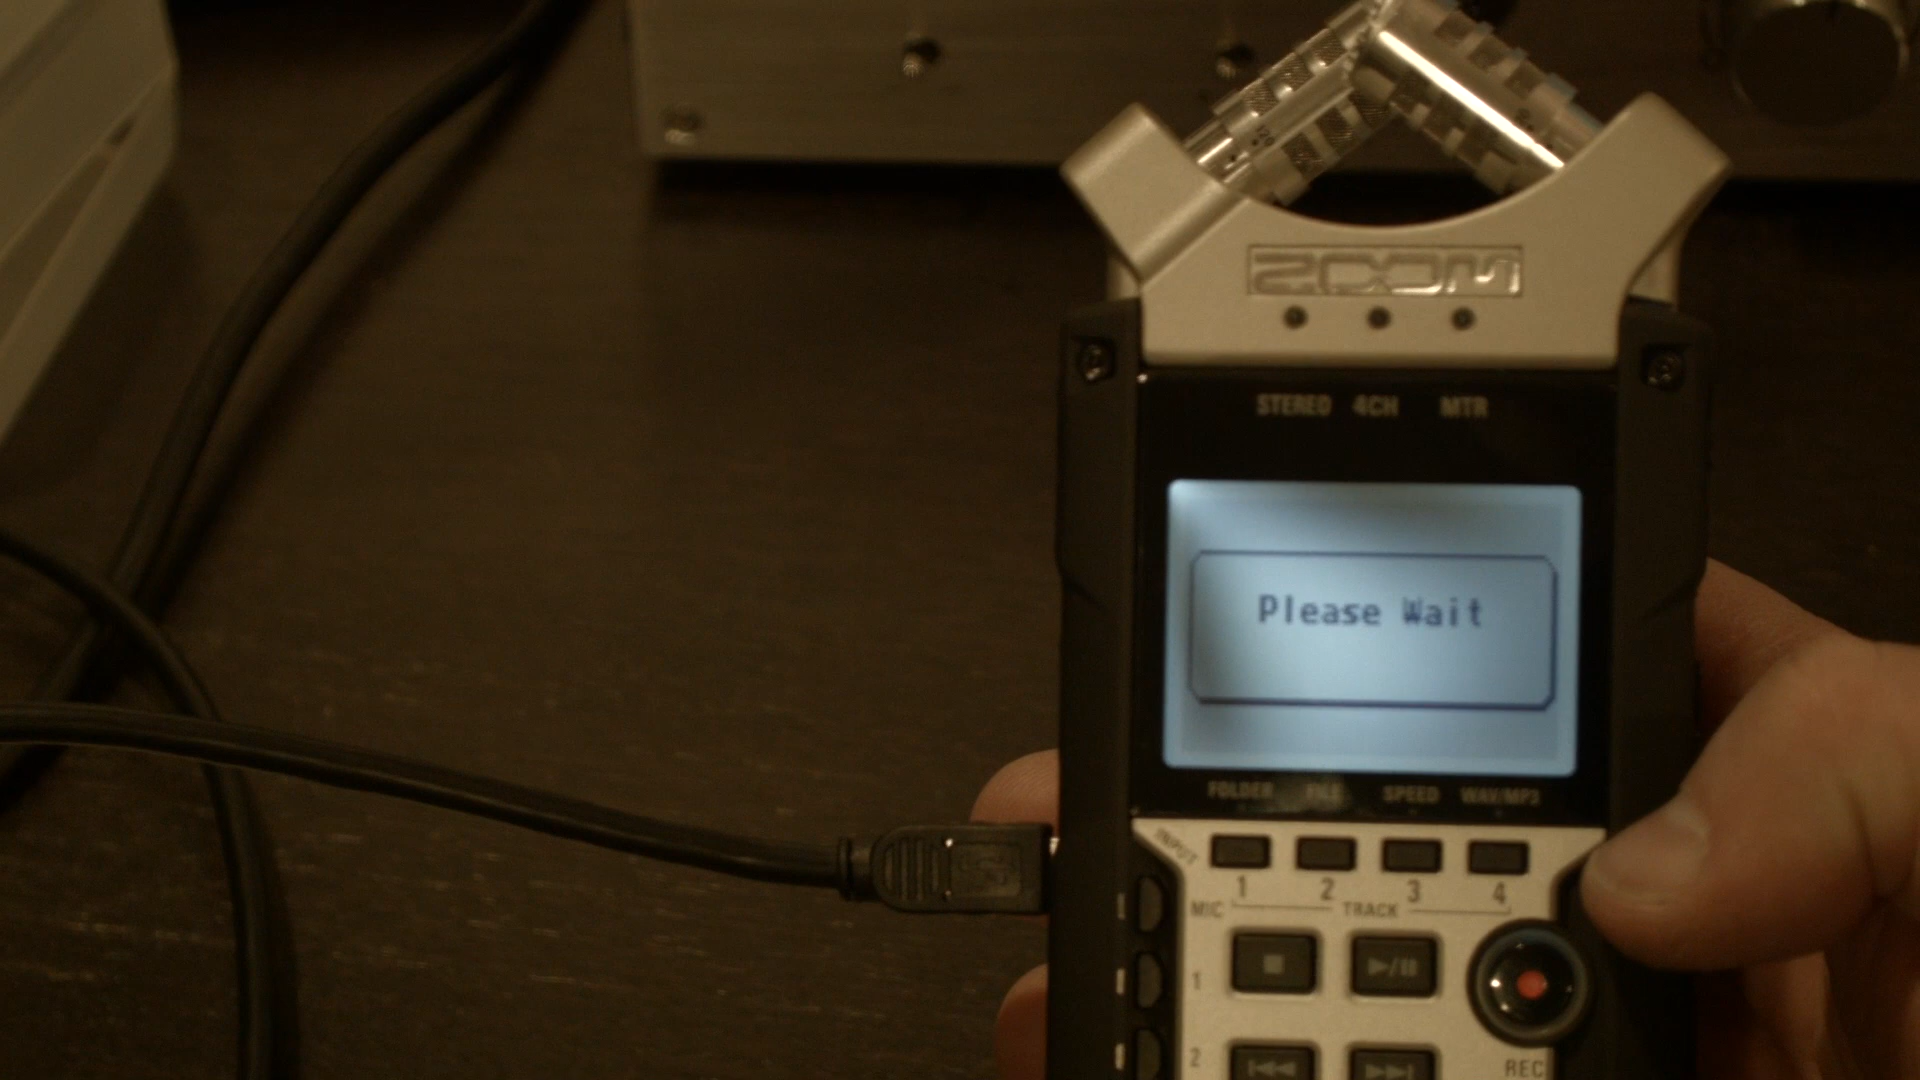 ZOOM
STEREO 4CH MTR
Please Wait
FOLDER FILE SPEED WAV/MP3
INPUT
1 2 3 4
MIC TRACK
1
2
REC